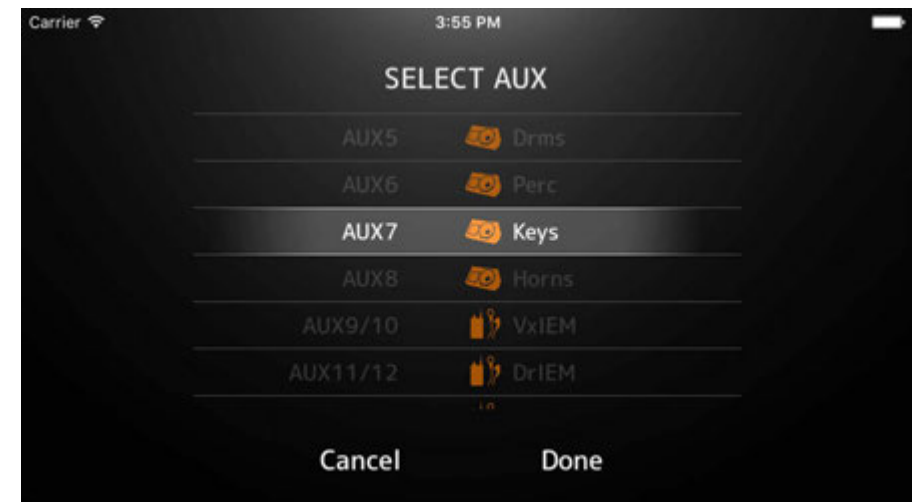 Carrier 3:55 PM
SELECT AUX
AUX5 Drms
AUX6 Perc
AUX7 Keys
AUX8 Horns
AUX9/10 VxIEM
AUX11/12 DrIEM
Cancel Done